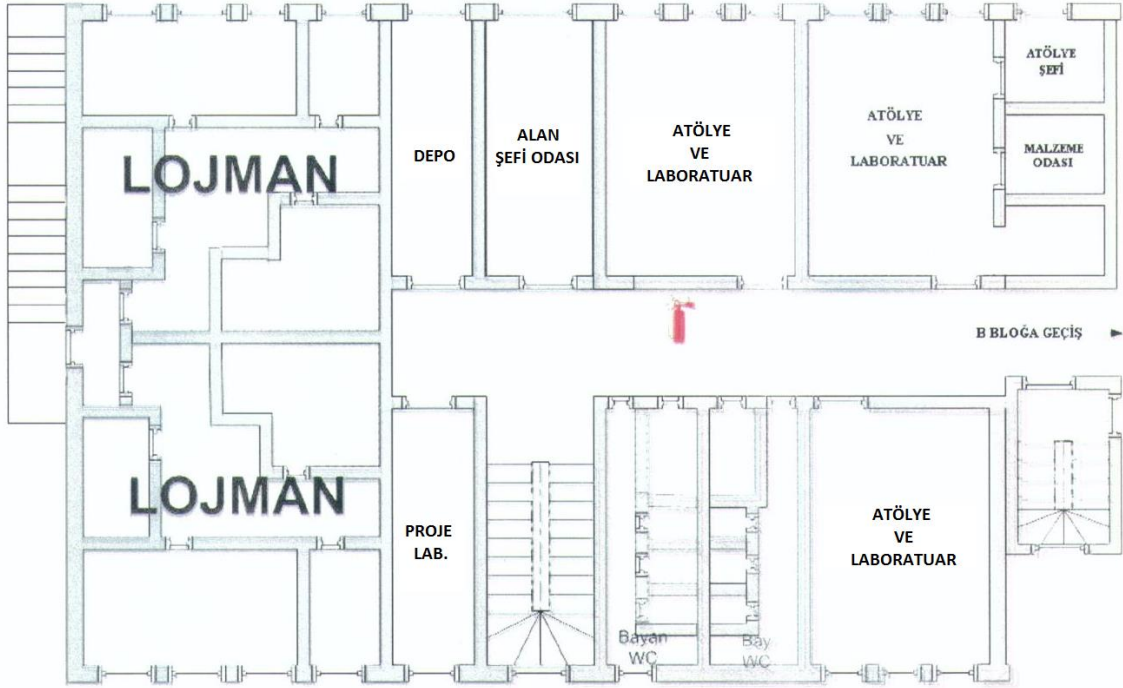 LOJMAN
DEPO
ALAN
ŞEFİ ODASI
ATÖLYE
VE
LABORATUAR
ATÖLYE
VE
LABORATUAR
ATÖLYE
ŞEFİ
MALZEME
ODASI
B BLOĞA GEÇİŞ
LOJMAN
PROJE
LAB.
Bayan
WC
Bay
WC
ATÖLYE
VE
LABORATUAR